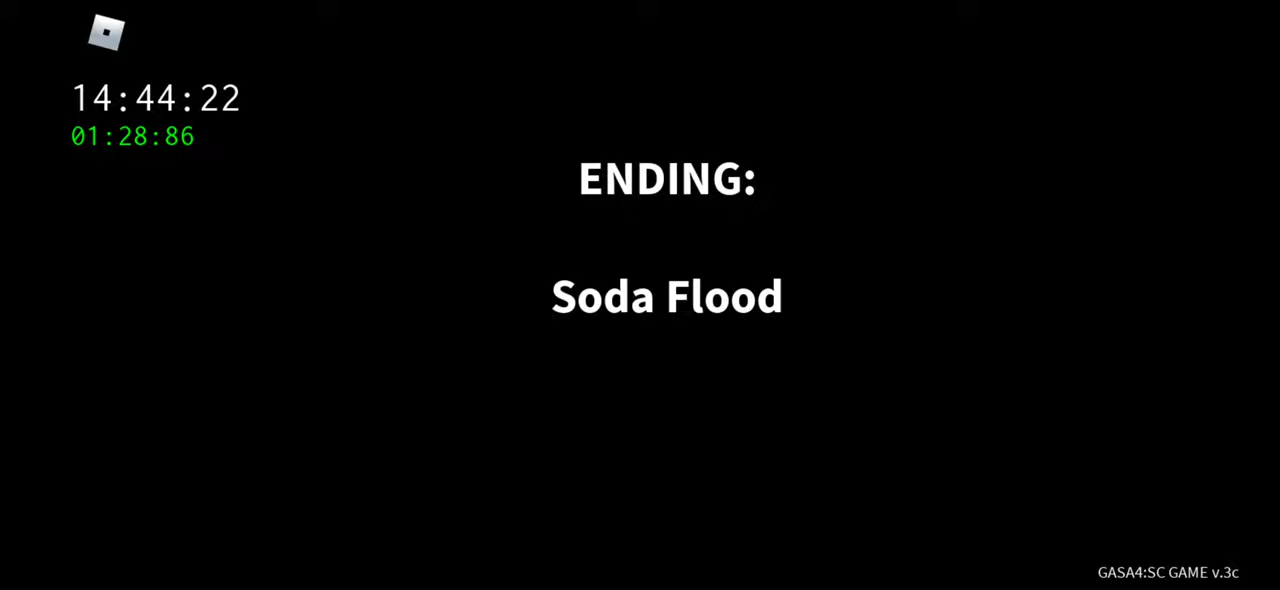 14:44:22
01:28:86
ENDING:
Soda Flood
GASA4:SC GAME v.3c